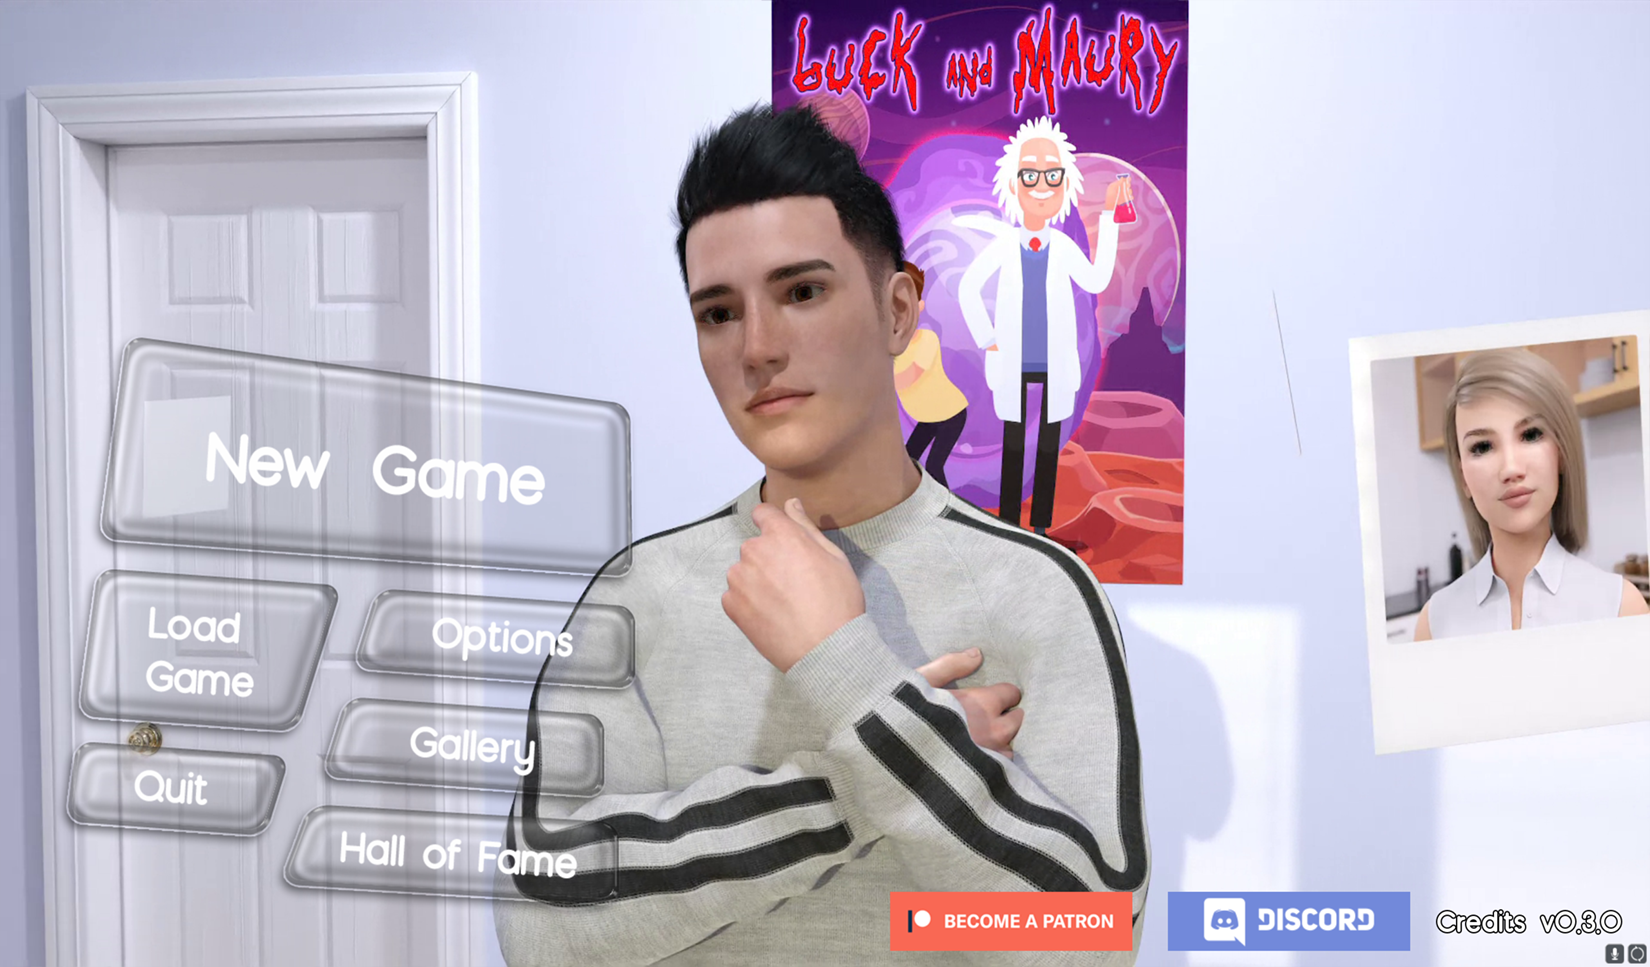 Luck and Maury
New Game
Load
Game
Options
Gallery
Quit
Hall of Fame
BECOME A PATRON
DISCORD
Credits v0.3.0